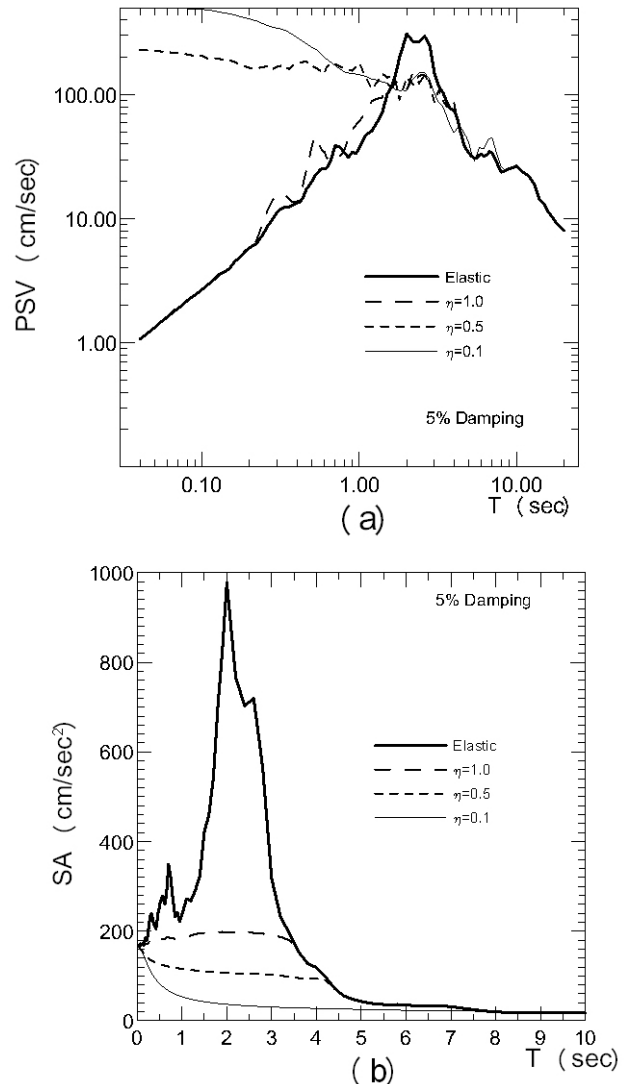 100.00
10.00
1.00
PSV (cm/sec)
Elastic
η=1.0
η=0.5
η=0.1
5% Damping
0.10
1.00
10.00
T (sec)
(a)
1000
800
600
400
200
0
SA (cm/sec²)
5% Damping
Elastic
η=1.0
η=0.5
η=0.1
0 1 2 3 4 5 6 7 8 9 10
T (sec)
(b)